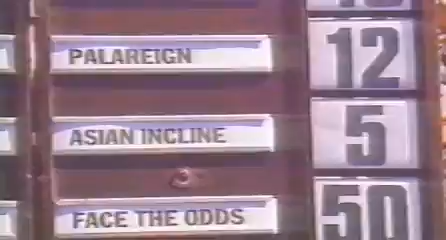 PALAREIGN 12
ASIAN INCLINE 5
FACE THE ODDS 50